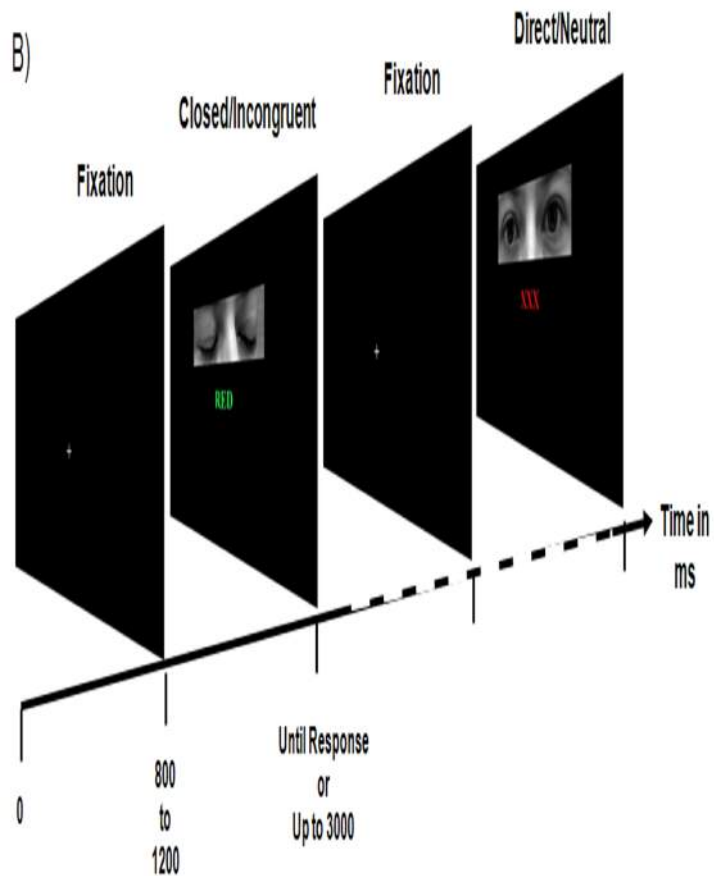 B)
Fixation
Closed/Incongruent
Fixation
Direct/Neutral
RED
XXX
Time in
ms
0
800
to
1200
Until Response
or
Up to 3000